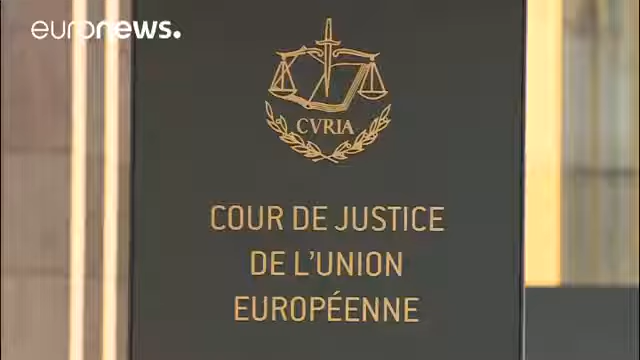 euronews.
CVRIA
COUR DE JUSTICE
DE L'UNION
EUROPÉENNE